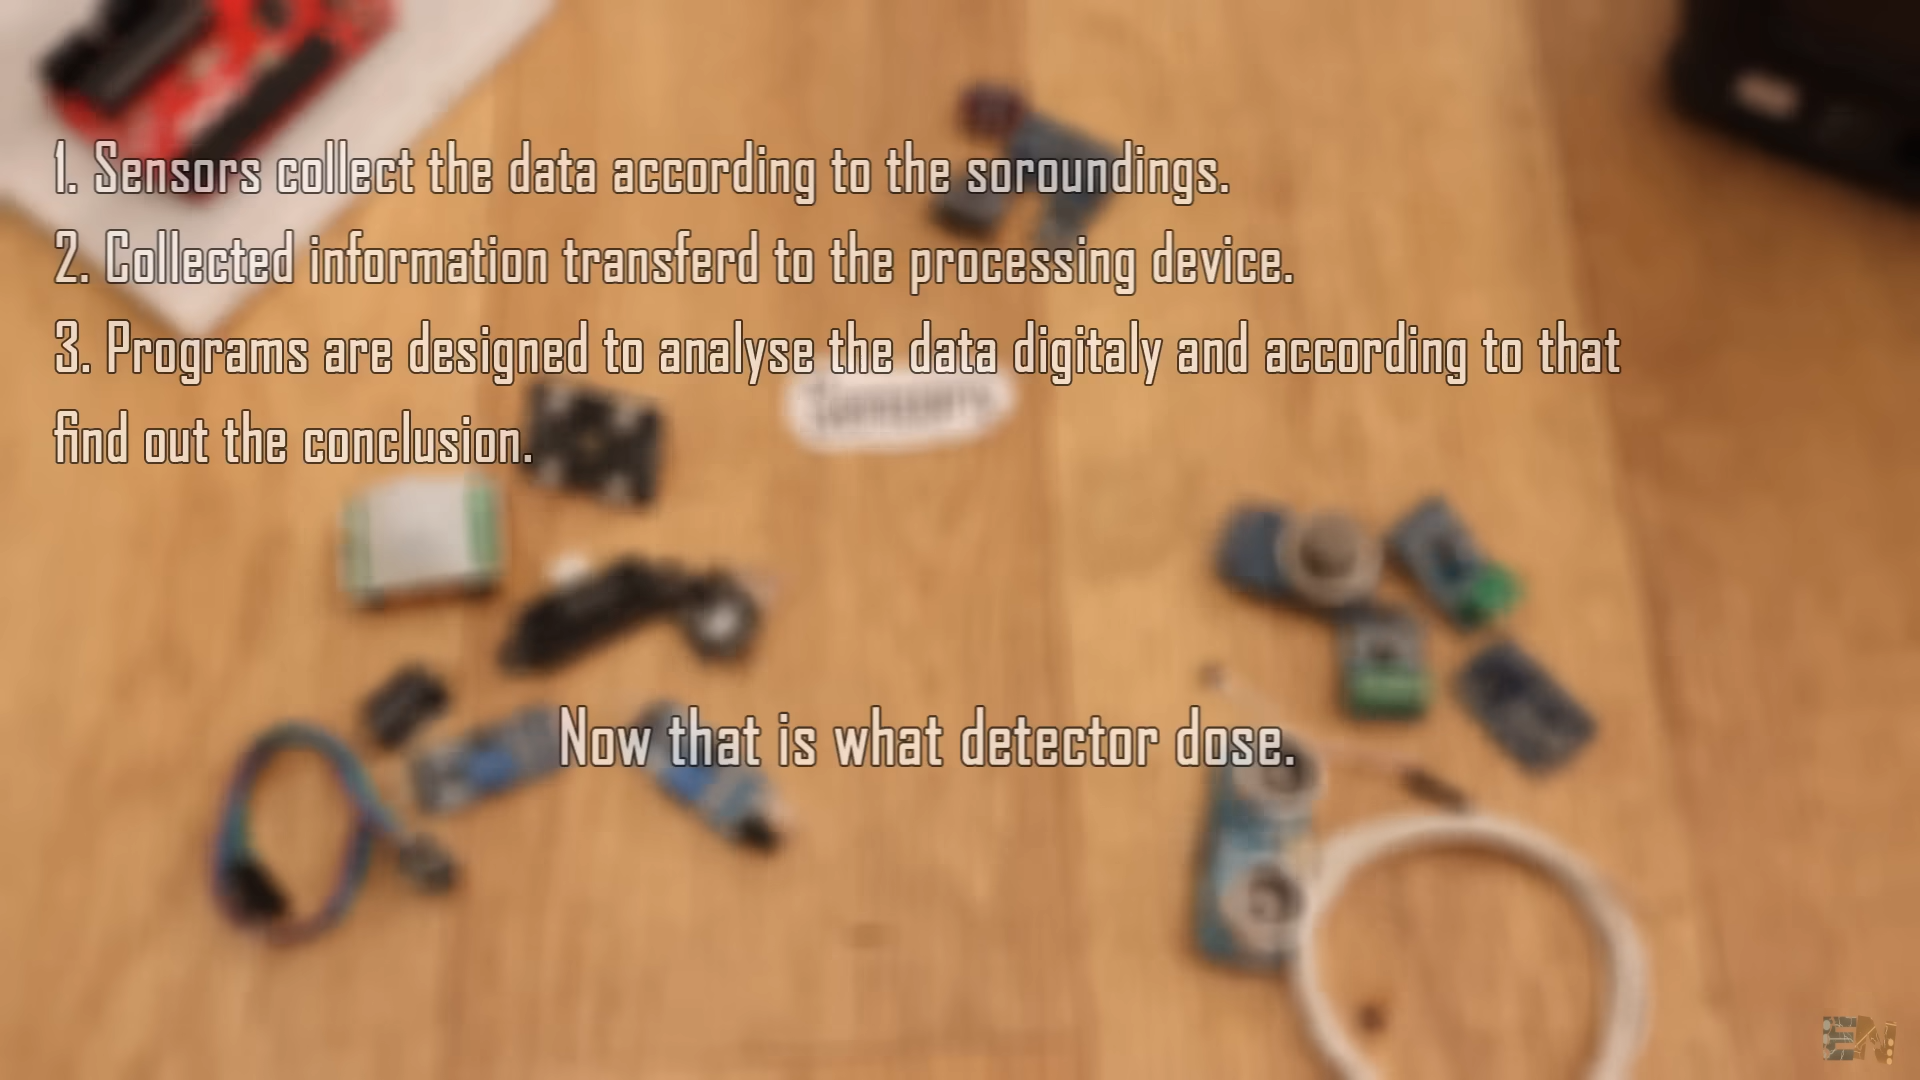 1. Sensors collect the data according to the soroundings.
2. Collected information transferd to the processing device.
3. Programs are designed to analyse the data digitaly and according to that
find out the conclusion.
Sensors
Now that is what detector dose.
EN